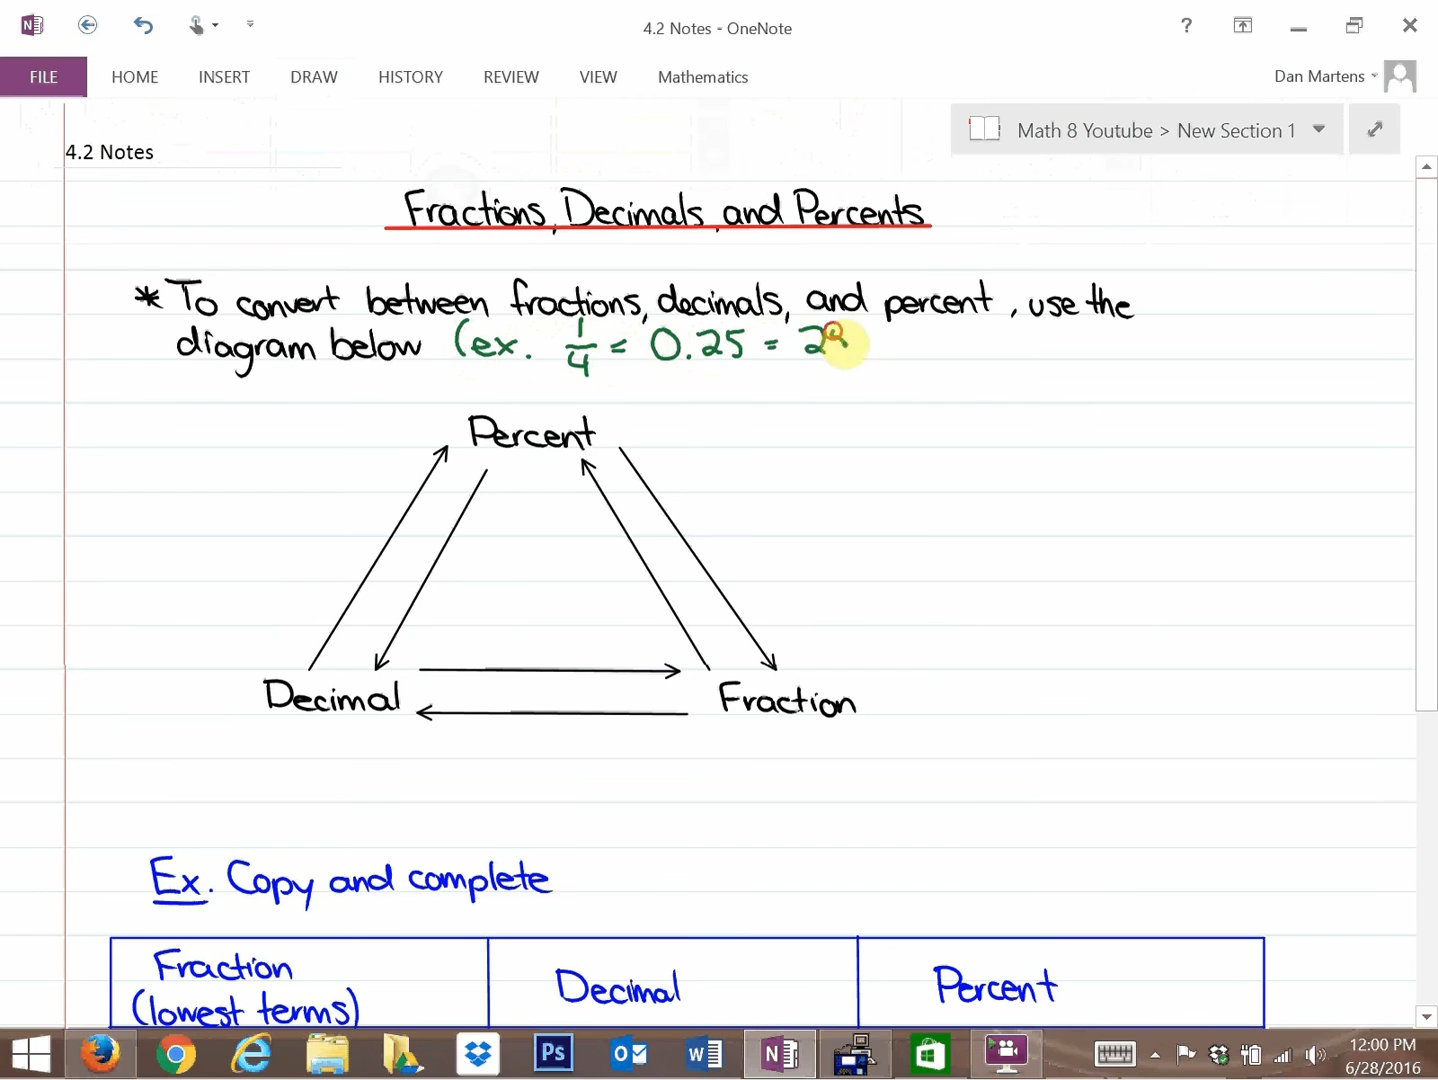 4.2 Notes - OneNote
?
FILE HOME INSERT DRAW HISTORY REVIEW VIEW Mathematics
Dan Martens
Math 8 Youtube > New Section 1
4.2 Notes
Fractions, Decimals, and Percents
* To convert between fractions, decimals, and percent, use the
diagram below (ex. 1/4 = 0.25 = 2
Percent
Decimal
Fraction
Ex. Copy and complete
Fraction
(lowest terms)
Decimal
Percent
Ps
12:00 PM
6/28/2016